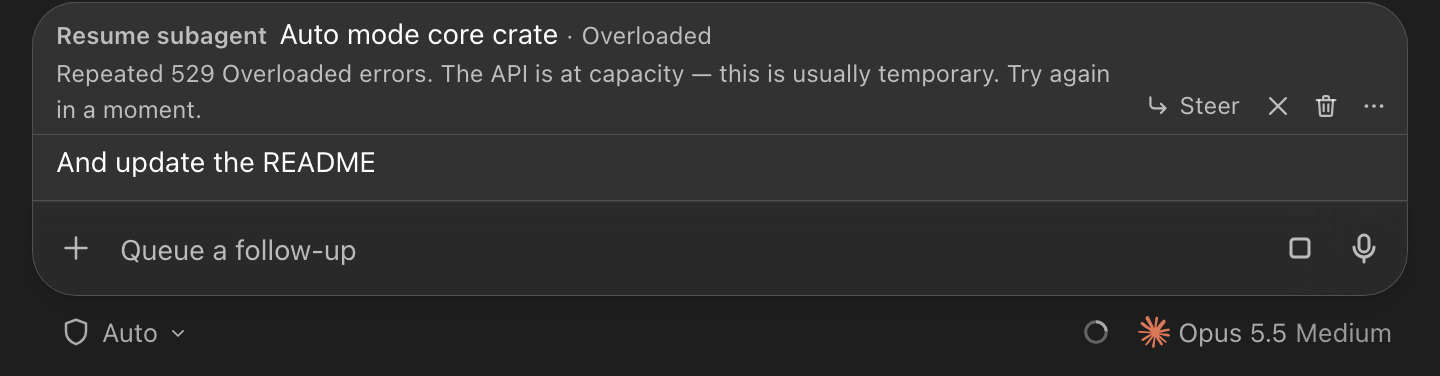 Resume subagent Auto mode core crate · Overloaded
Repeated 529 Overloaded errors. The API is at capacity — this is usually temporary. Try again
in a moment.
Steer
And update the README
Queue a follow-up
Auto
Opus 5.5 Medium